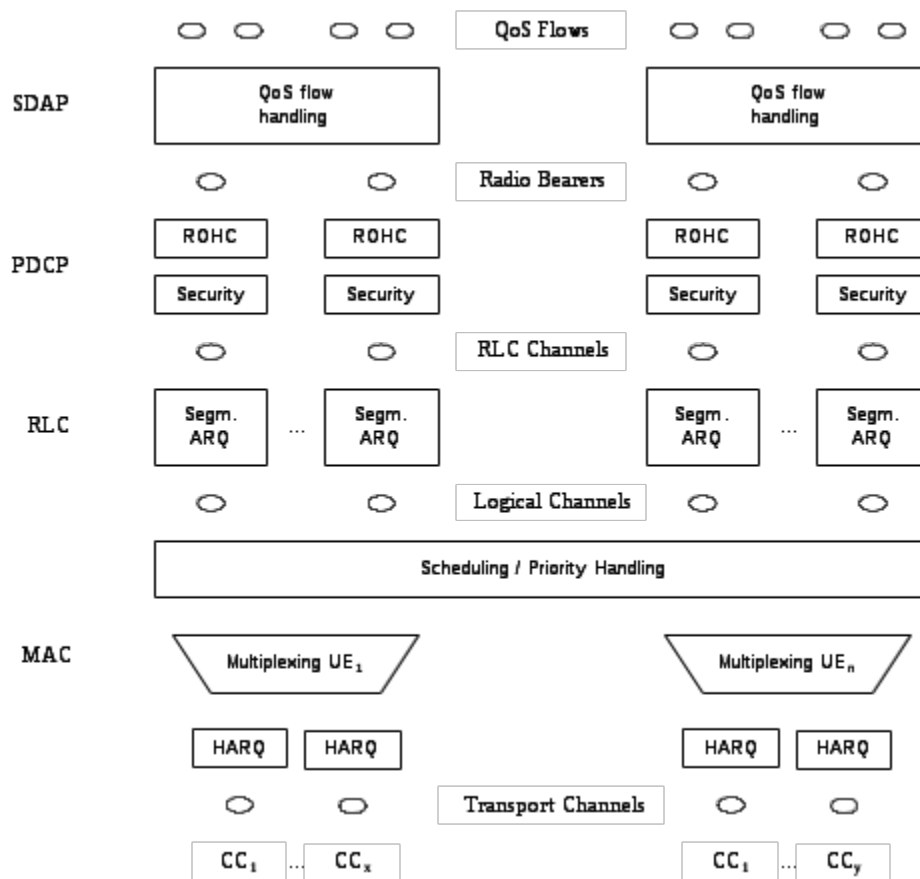 QoS Flows
SDAP
QoS flow
handling
QoS flow
handling
Radio Bearers
PDCP
ROHC ROHC ROHC ROHC
Security Security Security Security
RLC Channels
RLC
Segm.
ARQ
...
Segm.
ARQ
Segm.
ARQ
...
Segm.
ARQ
Logical Channels
Scheduling / Priority Handling
MAC
Multiplexing UE₁ Multiplexing UEₙ
HARQ HARQ HARQ HARQ
Transport Channels
CC₁ ... CCₓ CC₁ ... CCᵧ